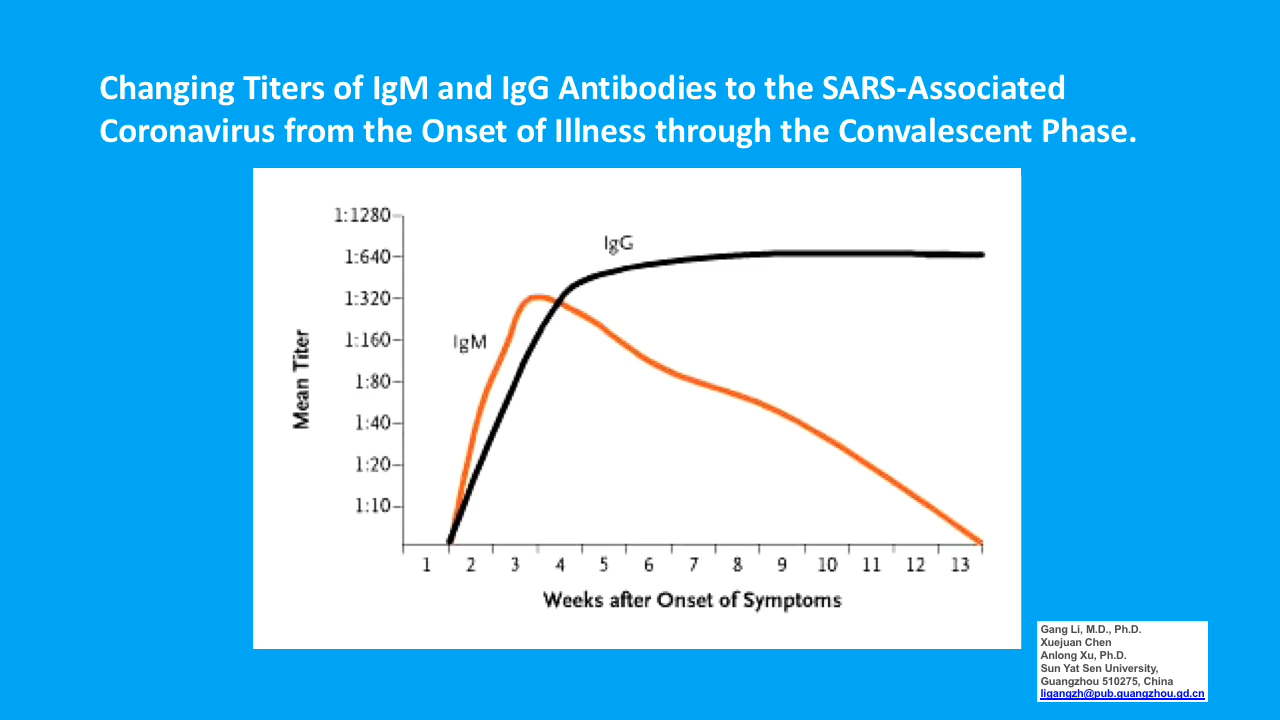 Changing Titers of IgM and IgG Antibodies to the SARS-Associated
Coronavirus from the Onset of Illness through the Convalescent Phase.
1:1280
IgG
1:640
1:320
IgM
1:160
1:80
1:40
1:20
1:10
Mean Titer
1 2 3 4 5 6 7 8 9 10 11 12 13
Weeks after Onset of Symptoms
Gang Li, M.D., Ph.D.
Xuejuan Chen
Anlong Xu, Ph.D.
Sun Yat Sen University,
Guangzhou 510275, China
ligangzh@pub.guangzhou.gd.cn